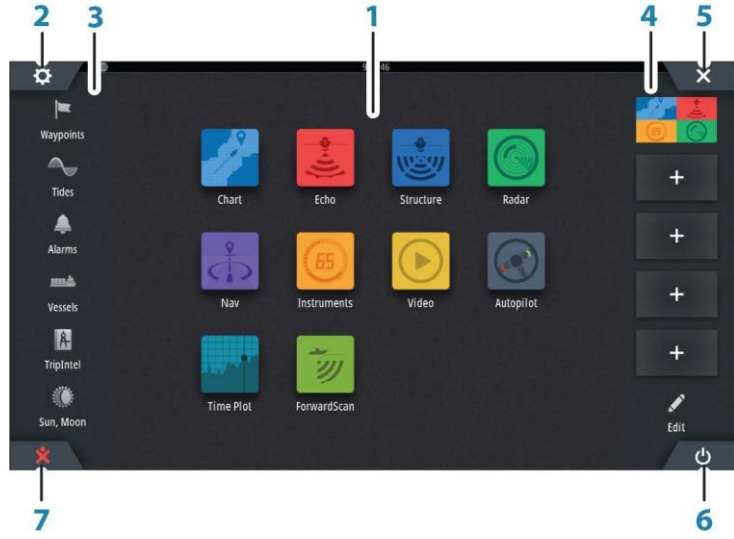 2
3
1
4
5
Waypoints
Tides
Alarms
Vessels
TripIntel
Sun, Moon
Chart
Echo
Structure
Radar
Nav
65
Instruments
Video
Autopilot
Time Plot
ForwardScan
65
+
+
+
+
Edit
7
6